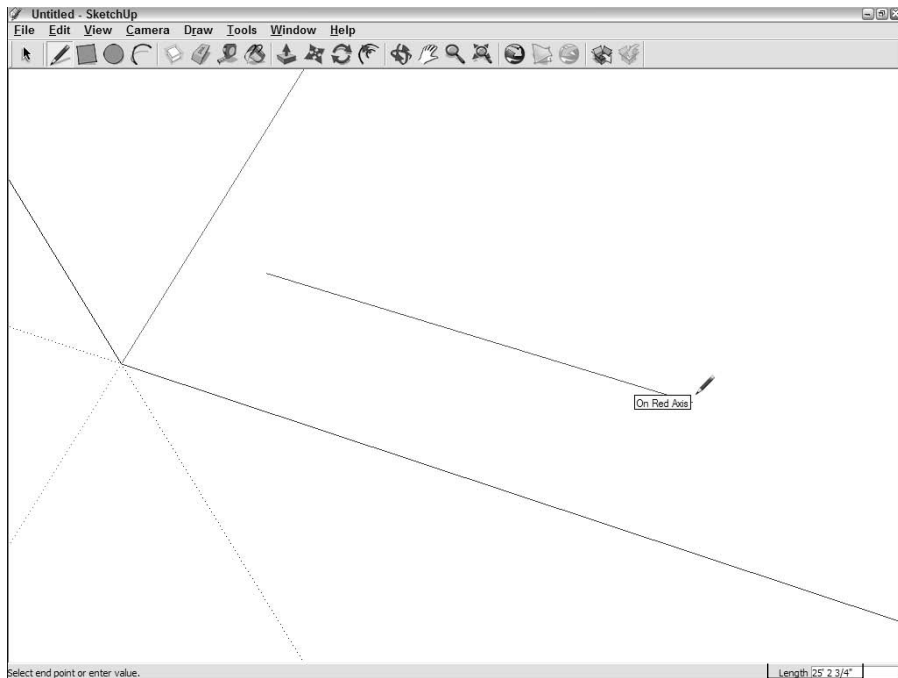 Untitled - SketchUp
File Edit View Camera Draw Tools Window Help
On Red Axis
Select end point or enter value.
Length 25' 2 3/4"